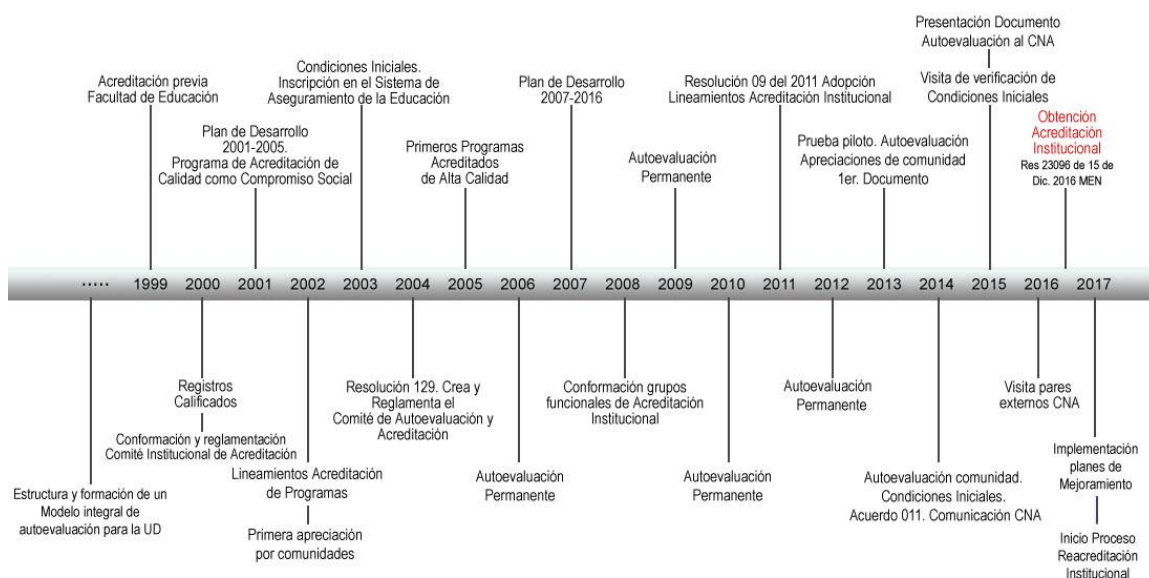 Acreditación previa
Facultad de Educación
Plan de Desarrollo
2001-2005.
Programa de Acreditación de
Calidad como Compromiso Social
Condiciones Iniciales.
Inscripción en el Sistema de
Aseguramiento de la Educación
Primeros Programas
Acreditados
de Alta Calidad
Plan de Desarrollo
2007-2016
Autoevaluación
Permanente
Resolución 09 del 2011 Adopción
Lineamientos Acreditación Institucional
Prueba piloto. Autoevaluación
Apreciaciones de comunidad
1er. Documento
Presentación Documento
Autoevaluación al CNA
Visita de verificación de
Condiciones Iniciales
Obtención
Acreditación
Institucional
Res 23096 de 15 de
Dic. 2016 MEN
..... 1999 2000 2001 2002 2003 2004 2005 2006 2007 2008 2009 2010 2011 2012 2013 2014 2015 2016 2017
Estructura y formación de un
Modelo integral de
autoevaluación para la UD
Registros
Calificados
Conformación y reglamentación
Comité Institucional de Acreditación
Lineamientos Acreditación
de Programas
Primera apreciación
por comunidades
Resolución 129. Crea y
Reglamenta el
Comité de Autoevaluación y
Acreditación
Autoevaluación
Permanente
Conformación grupos
funcionales de Acreditación
Institucional
Autoevaluación
Permanente
Autoevaluación
Permanente
Autoevaluación comunidad.
Condiciones Iniciales.
Acuerdo 011. Comunicación CNA
Visita pares
externos CNA
Implementación
planes de
Mejoramiento
Inicio Proceso
Reacreditación
Institucional